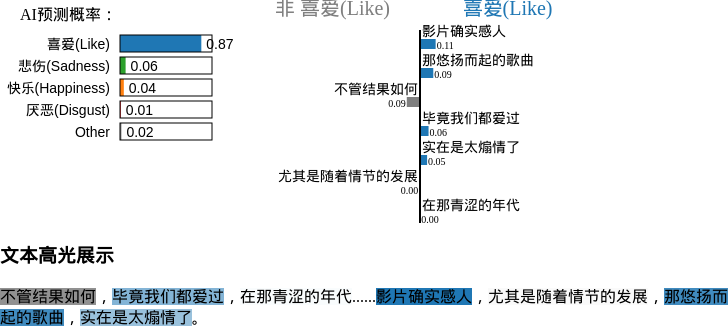 AI预测概率：
喜爱(Like) 0.87
悲伤(Sadness) 0.06
快乐(Happiness) 0.04
厌恶(Disgust) 0.01
Other 0.02
非 喜爱(Like) 喜爱(Like)
影片确实感人
0.11
那悠扬而起的歌曲
0.09
不管结果如何
0.09
毕竟我们都爱过
0.06
实在是太煽情了
0.05
尤其是随着情节的发展
0.00
在那青涩的年代
0.00
文本高光展示
不管结果如何，毕竟我们都爱过，在那青涩的年代......影片确实感人，尤其是随着情节的发展，那悠扬而
起的歌曲，实在是太煽情了。